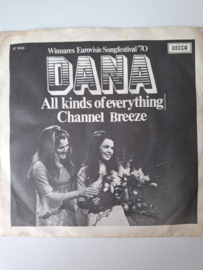 Winnares Eurovisie Songfestival '70
DECCA
DANA
All kinds of everything
Channel Breeze